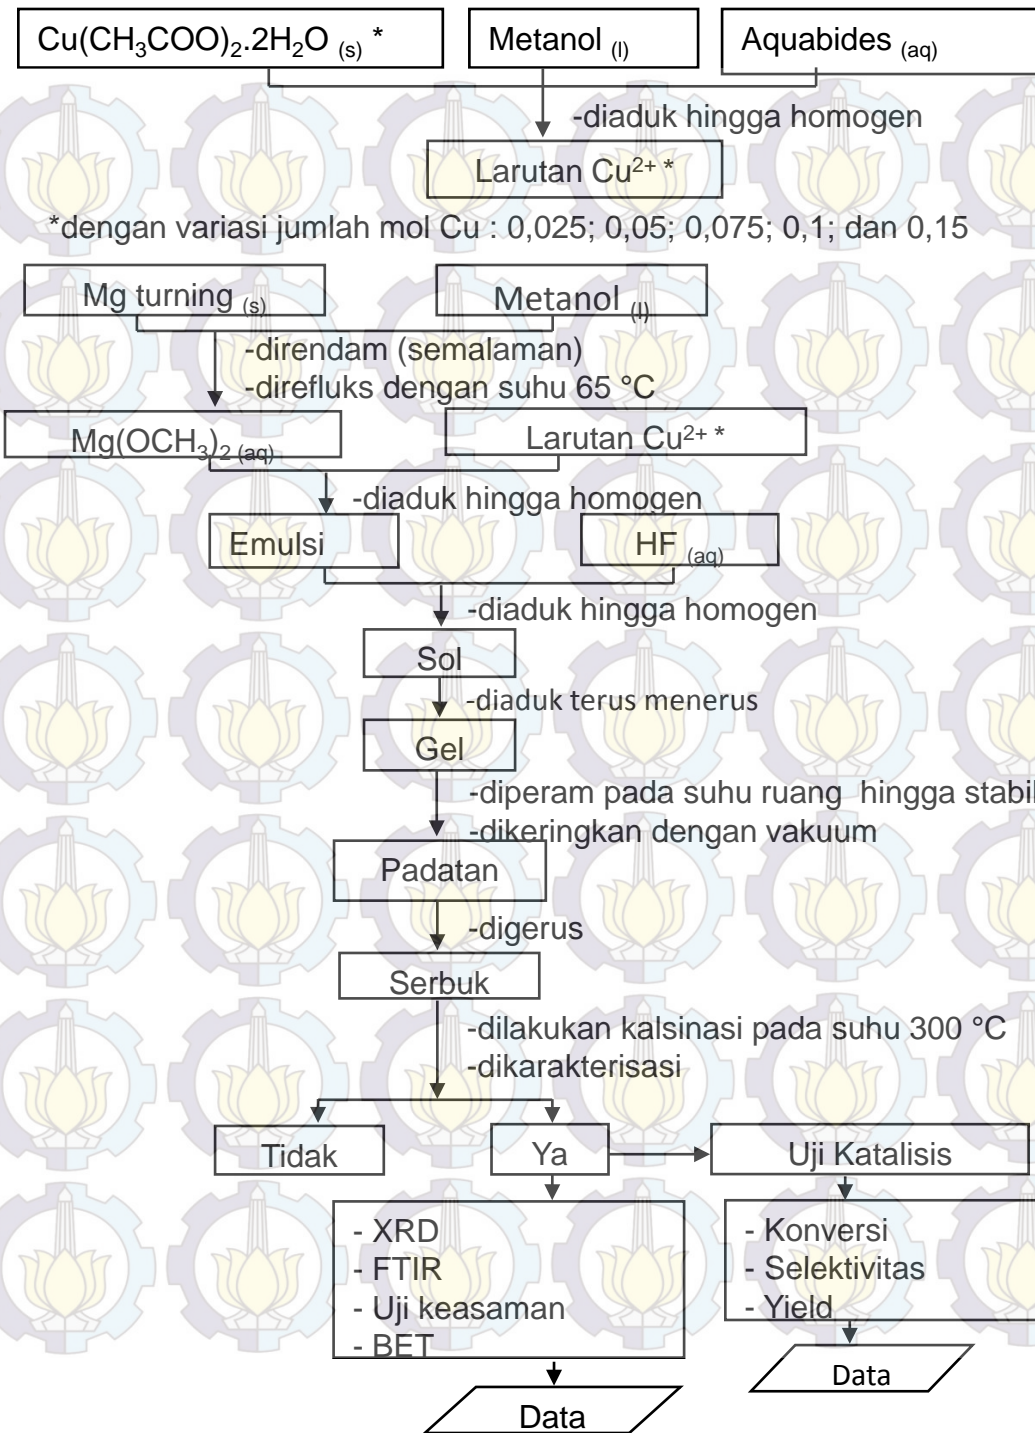 Cu(CH₃COO)₂.2H₂O (s) *
Metanol (l)
Aquabides (aq)
-diaduk hingga homogen
Larutan Cu²⁺ *
*dengan variasi jumlah mol Cu : 0,025; 0,05; 0,075; 0,1; dan 0,15
Mg turning (s)
Metanol (l)
-direndam (semalaman)
-direfluks dengan suhu 65 °C
Mg(OCH₃)₂ (aq)
Larutan Cu²⁺ *
-diaduk hingga homogen
Emulsi
HF (aq)
-diaduk hingga homogen
Sol
-diaduk terus menerus
Gel
-diperam pada suhu ruang hingga stabil
-dikeringkan dengan vakuum
Padatan
-digerus
Serbuk
-dilakukan kalsinasi pada suhu 300 °C
-dikarakterisasi
Tidak
Ya
Uji Katalisis
- XRD
- FTIR
- Uji keasaman
- BET
- Konversi
- Selektivitas
- Yield
Data
Data